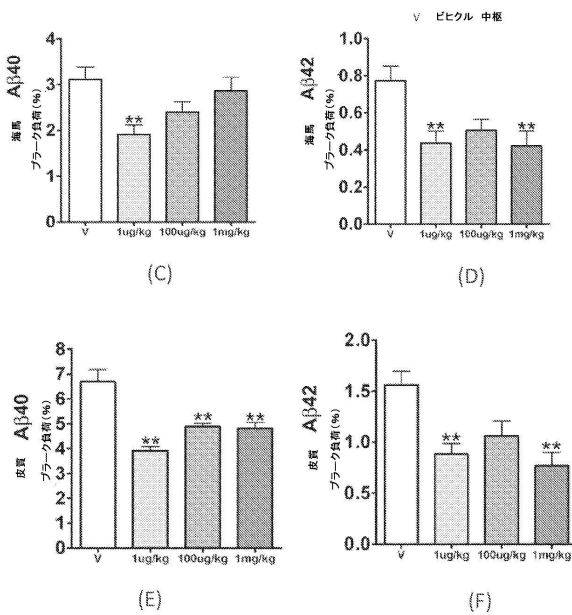 V ビヒクル 中枢
海馬 Aβ40
プラーク負荷(%)
4
3
2
1
0
**
V 1ug/kg 100ug/kg 1mg/kg
(C)
海馬 Aβ42
プラーク負荷(%)
1.0
0.8
0.6
0.4
0.2
0.0
** **
V 1ug/kg 100ug/kg 1mg/kg
(D)
皮質 Aβ40
プラーク負荷(%)
8
7
6
5
4
3
2
1
0
** ** **
V 1ug/kg 100ug/kg 1mg/kg
(E)
皮質 Aβ42
プラーク負荷(%)
2.0
1.5
1.0
0.5
0.0
** **
V 1ug/kg 100ug/kg 1mg/kg
(F)